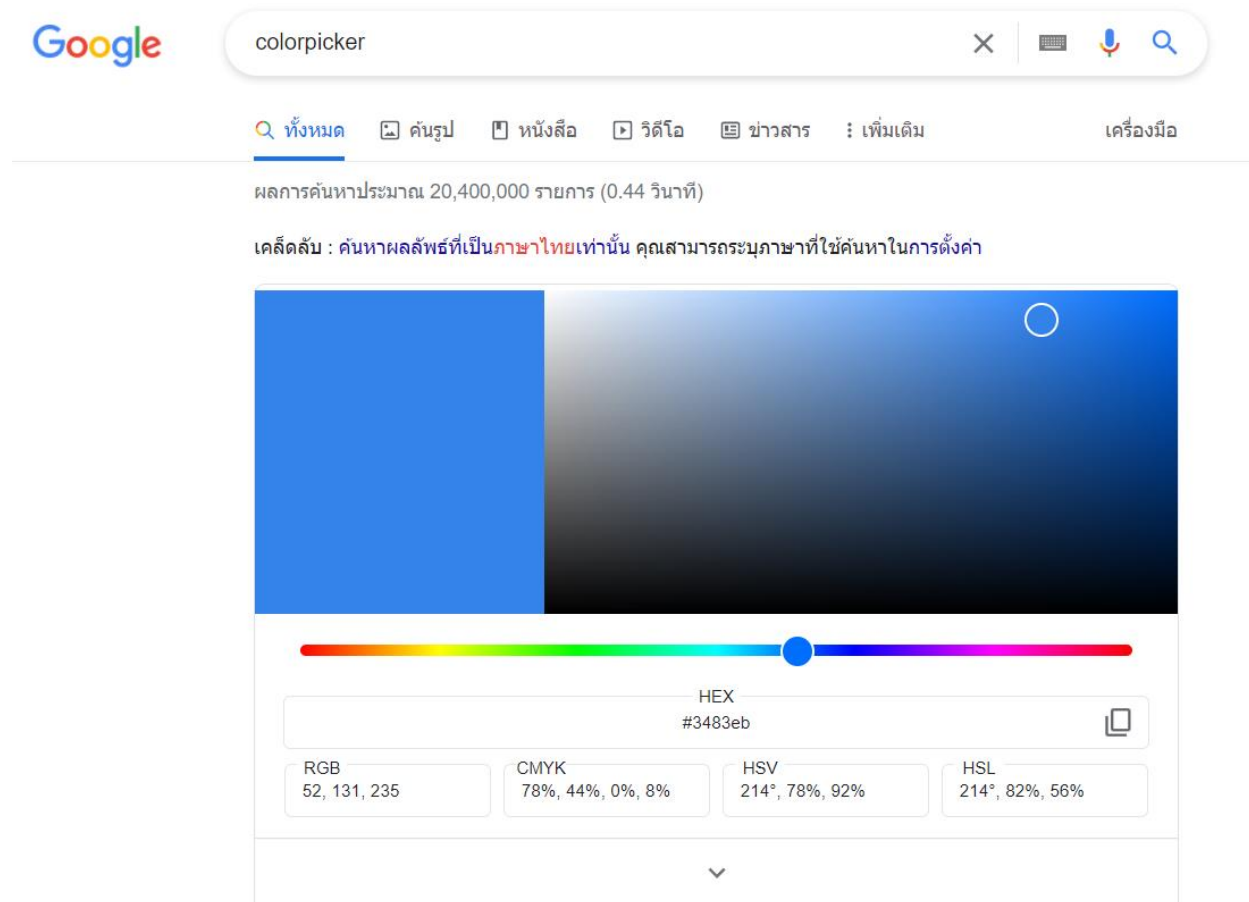 Google
colorpicker
ทั้งหมด ค้นรูป หนังสือ วิดีโอ ข่าวสาร เพิ่มเติม เครื่องมือ
ผลการค้นหาประมาณ 20,400,000 รายการ (0.44 วินาที)
เคล็ดลับ : ค้นหาผลลัพธ์ที่เป็นภาษาไทยเท่านั้น คุณสามารถระบุภาษาที่ใช้ค้นหาในการตั้งค่า
HEX
#3483eb
RGB CMYK HSV HSL
52, 131, 235 78%, 44%, 0%, 8% 214°, 78%, 92% 214°, 82%, 56%